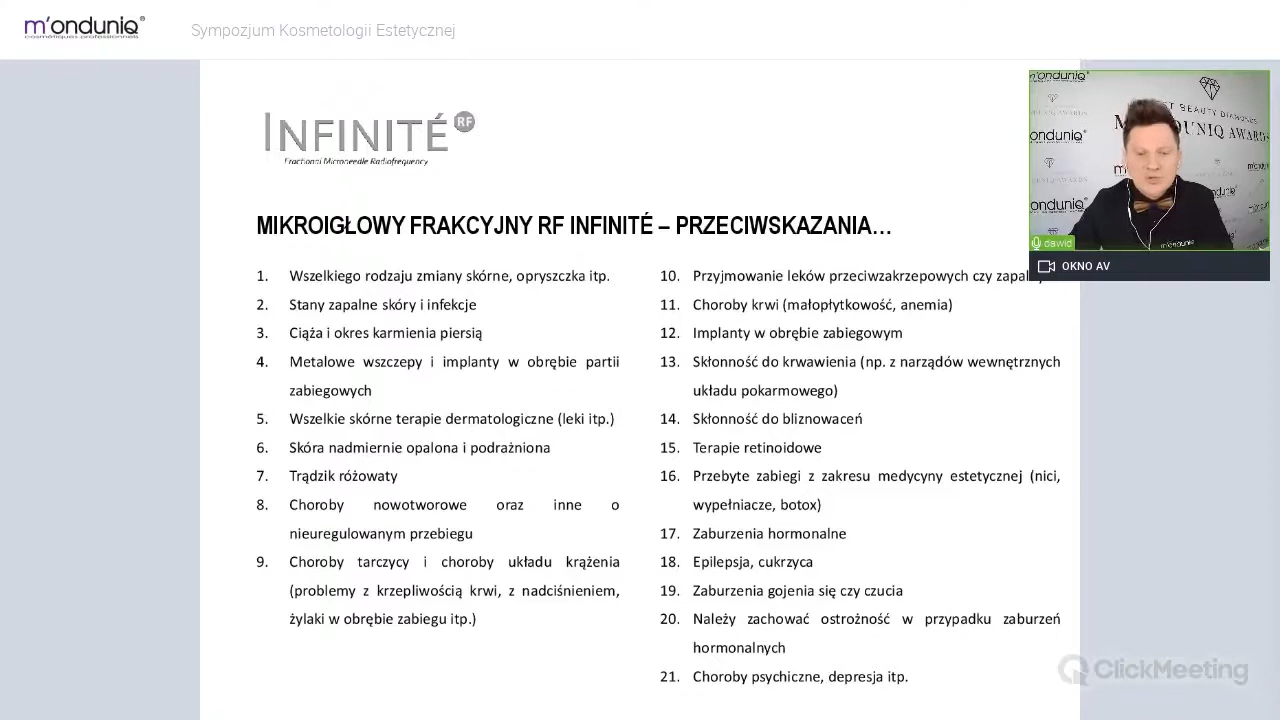 m'onduniq®
cosmétiques professionnels
Sympozjum Kosmetologii Estetycznej
INFINITÉ RF
Fractional Microneedle Radiofrequency
MIKROIGŁOWY FRAKCYJNY RF INFINITÉ – PRZECIWSKAZANIA…
1. Wszelkiego rodzaju zmiany skórne, opryszczka itp.
2. Stany zapalne skóry i infekcje
3. Ciąża i okres karmienia piersią
4. Metalowe wszczepy i implanty w obrębie partii
zabiegowych
5. Wszelkie skórne terapie dermatologiczne (leki itp.)
6. Skóra nadmiernie opalona i podrażniona
7. Trądzik różowaty
8. Choroby nowotworowe oraz inne o
nieuregulowanym przebiegu
9. Choroby tarczycy i choroby układu krążenia
(problemy z krzepliwością krwi, z nadciśnieniem,
żylaki w obrębie zabiegu itp.)
10. Przyjmowanie leków przeciwzakrzepowych czy
11. Choroby krwi (małopłytkowość, anemia)
12. Implanty w obrębie zabiegowym
13. Skłonność do krwawienia (np. z narządów wewnętrznych
układu pokarmowego)
14. Skłonność do bliznowaceń
15. Terapie retinoidowe
16. Przebyte zabiegi z zakresu medycyny estetycznej (nici,
wypełniacze, botox)
17. Zaburzenia hormonalne
18. Epilepsja, cukrzyca
19. Zaburzenia gojenia się czy czucia
20. Należy zachować ostrożność w przypadku zaburzeń
hormonalnych
21. Choroby psychiczne, depresja itp.
BEAUTY DIAMONDS
dawid
OKNO AV
ClickMeeting